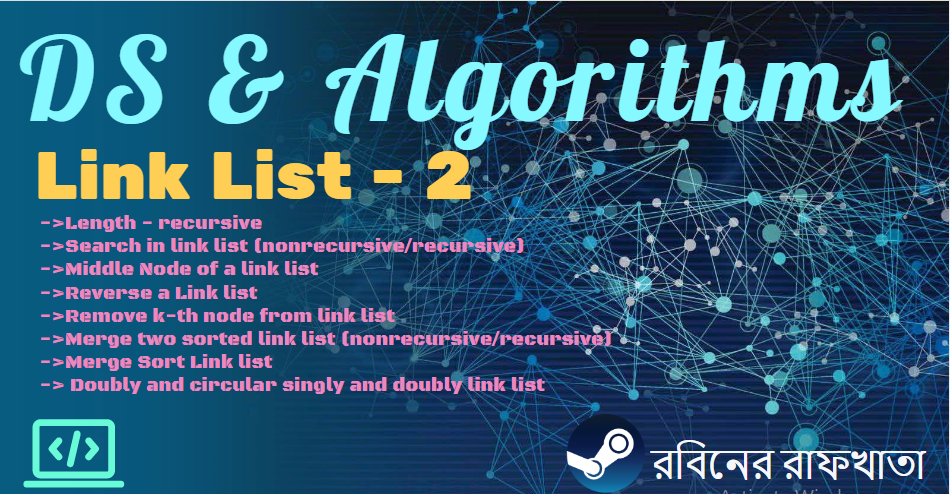 DS & Algorithms
Link List - 2
->Length - recursive
->Search in link list (nonrecursive/recursive)
->Middle Node of a link list
->Reverse a Link list
->Remove k-th node from link list
->Merge two sorted link list (nonrecursive/recursive)
->Merge Sort Link list
-> Doubly and circular singly and doubly link list
</>
রবিনের রাফখাতা